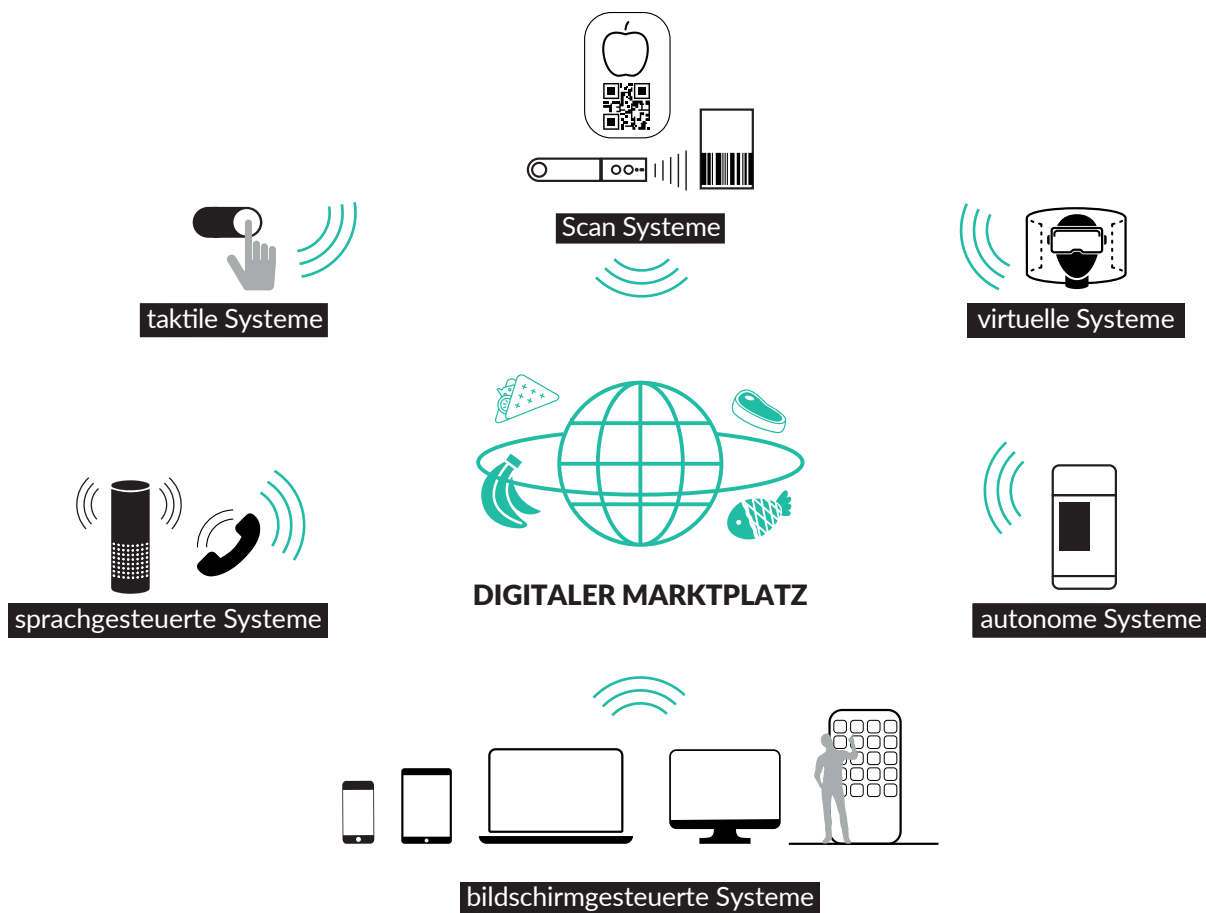 Scan Systeme
taktile Systeme
virtuelle Systeme
DIGITALER MARKTPLATZ
sprachgesteuerte Systeme
autonome Systeme
bildschirmgesteuerte Systeme